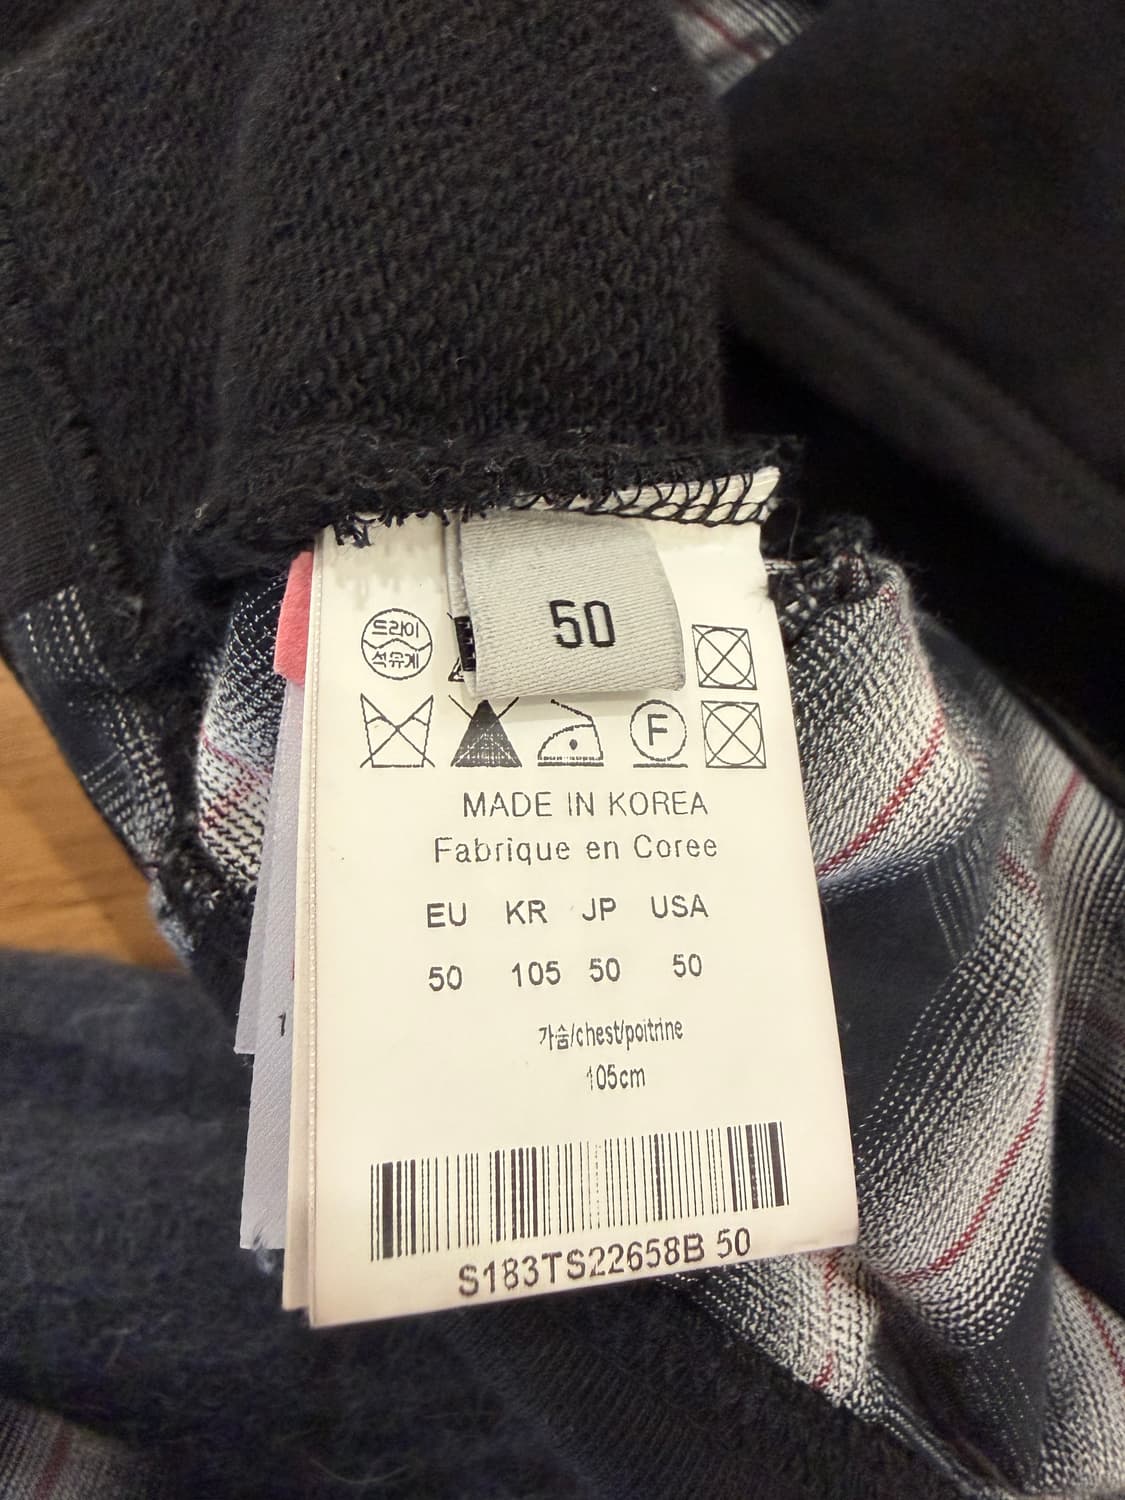 50
드라이
석유계
F
MADE IN KOREA
Fabrique en Coree
EU KR JP USA
50 105 50 50
가슴/chest/poitrine
105cm
S183TS22658B 50